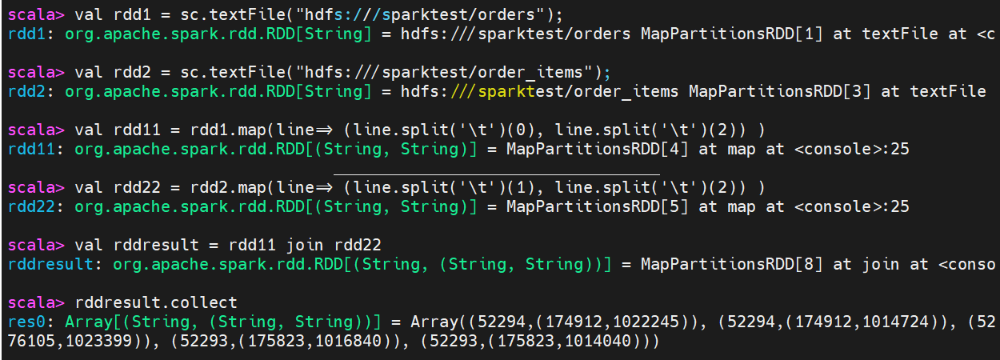 scala> val rdd1 = sc.textFile("hdfs:///sparktest/orders");
rdd1: org.apache.spark.rdd.RDD[String] = hdfs:///sparktest/orders MapPartitionsRDD[1] at textFile at <c
scala> val rdd2 = sc.textFile("hdfs:///sparktest/order_items");
rdd2: org.apache.spark.rdd.RDD[String] = hdfs:///sparktest/order_items MapPartitionsRDD[3] at textFile
scala> val rdd11 = rdd1.map(line=> (line.split('\t')(0), line.split('\t')(2)) )
rdd11: org.apache.spark.rdd.RDD[(String, String)] = MapPartitionsRDD[4] at map at <console>:25
scala> val rdd22 = rdd2.map(line=> (line.split('\t')(1), line.split('\t')(2)) )
rdd22: org.apache.spark.rdd.RDD[(String, String)] = MapPartitionsRDD[5] at map at <console>:25
scala> val rddresult = rdd11 join rdd22
rddresult: org.apache.spark.rdd.RDD[(String, (String, String))] = MapPartitionsRDD[8] at join at <conso
scala> rddresult.collect
res0: Array[(String, (String, String))] = Array((52294,(174912,1022245)), (52294,(174912,1014724)), (52
76105,1023399)), (52293,(175823,1016840)), (52293,(175823,1014040)))